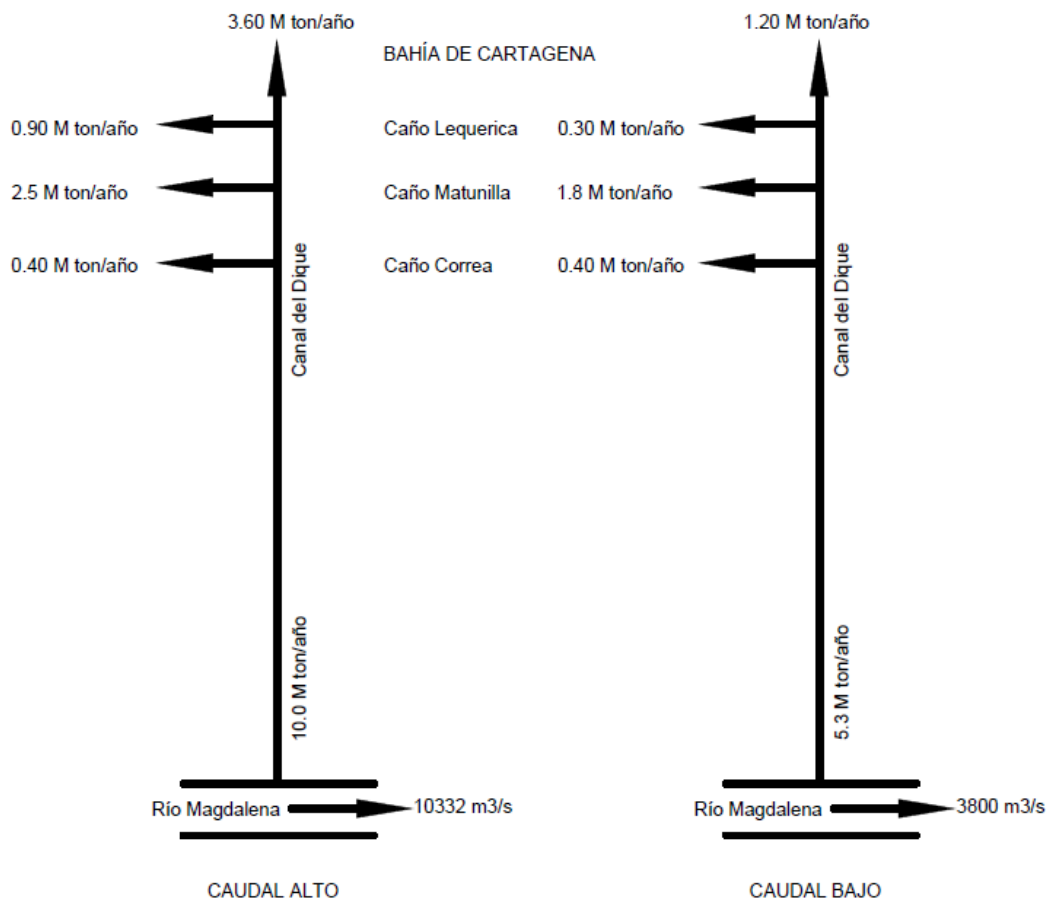 3.60 M ton/año
1.20 M ton/año
BAHÍA DE CARTAGENA
0.90 M ton/año
Caño Lequerica
0.30 M ton/año
2.5 M ton/año
Caño Matunilla
1.8 M ton/año
0.40 M ton/año
Caño Correa
0.40 M ton/año
Canal del Dique
Canal del Dique
10.0 M ton/año
5.3 M ton/año
Río Magdalena
10332 m3/s
Río Magdalena
3800 m3/s
CAUDAL ALTO
CAUDAL BAJO